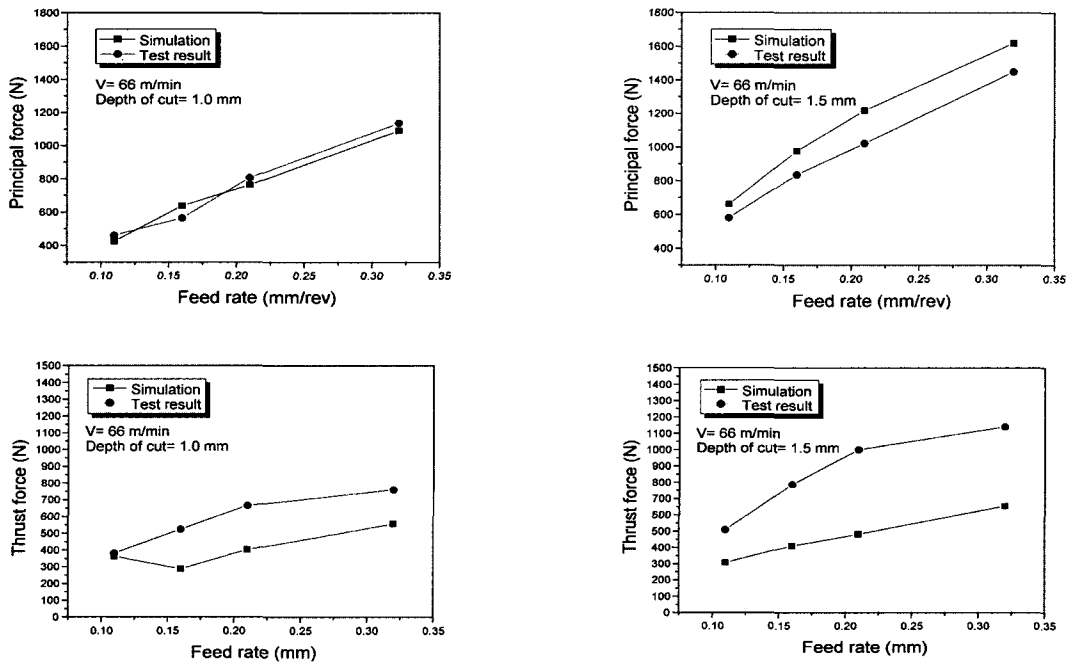 1800
1600
1400
1200
1000
800
600
400
Principal force (N)
Simulation
Test result
V= 66 m/min
Depth of cut= 1.0 mm
0.10 0.15 0.20 0.25 0.30 0.35
Feed rate (mm/rev)
1800
1600
1400
1200
1000
800
600
400
Principal force (N)
Simulation
Test result
V= 66 m/min
Depth of cut= 1.5 mm
0.10 0.15 0.20 0.25 0.30 0.35
Feed rate (mm/rev)
1500
1400
1300
1200
1100
1000
900
800
700
600
500
400
300
200
100
0
Thrust force (N)
Simulation
Test result
V= 66 m/min
Depth of cut= 1.0 mm
0.10 0.15 0.20 0.25 0.30 0.35
Feed rate (mm)
1500
1400
1300
1200
1100
1000
900
800
700
600
500
400
300
200
100
0
Thrust force (N)
Simulation
Test result
V= 66 m/min
Depth of cut= 1.5 mm
0.10 0.15 0.20 0.25 0.30 0.35
Feed rate (mm)